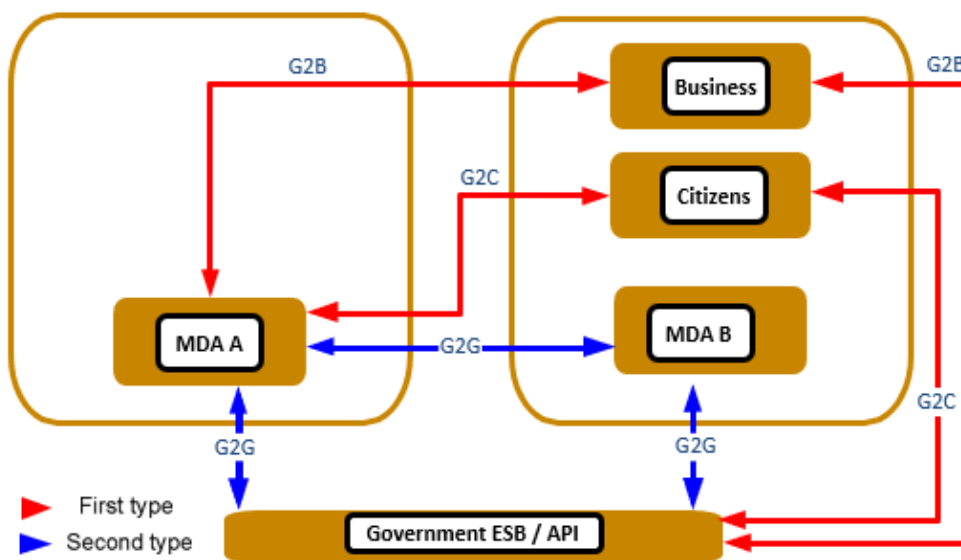 G2B
G2B
Business
G2C
Citizens
MDA A
G2G
MDA B
G2C
G2G
G2G
First type
Second type
Government ESB / API